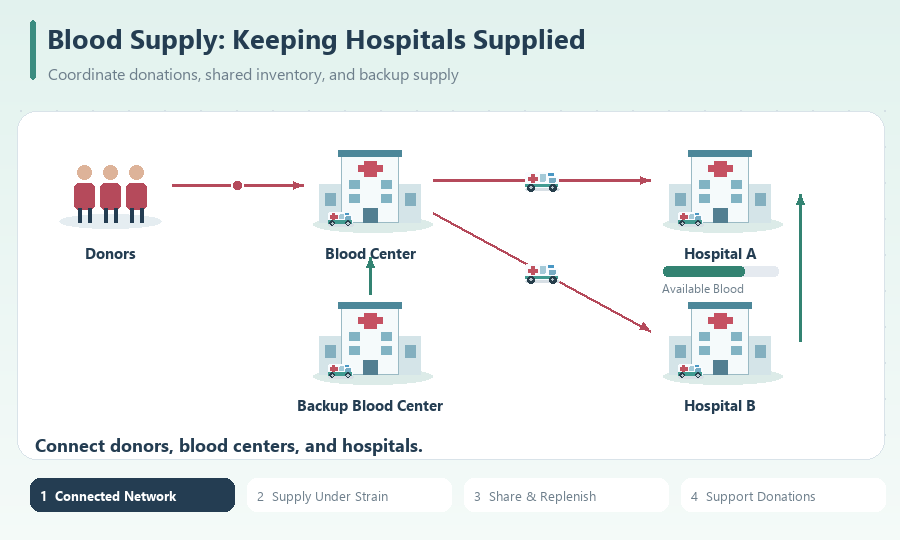 Blood Supply: Keeping Hospitals Supplied
Coordinate donations, shared inventory, and backup supply
Donors
Blood Center
Hospital A
Available Blood
Backup Blood Center
Hospital B
Connect donors, blood centers, and hospitals.
1 Connected Network
2 Supply Under Strain
3 Share & Replenish
4 Support Donations